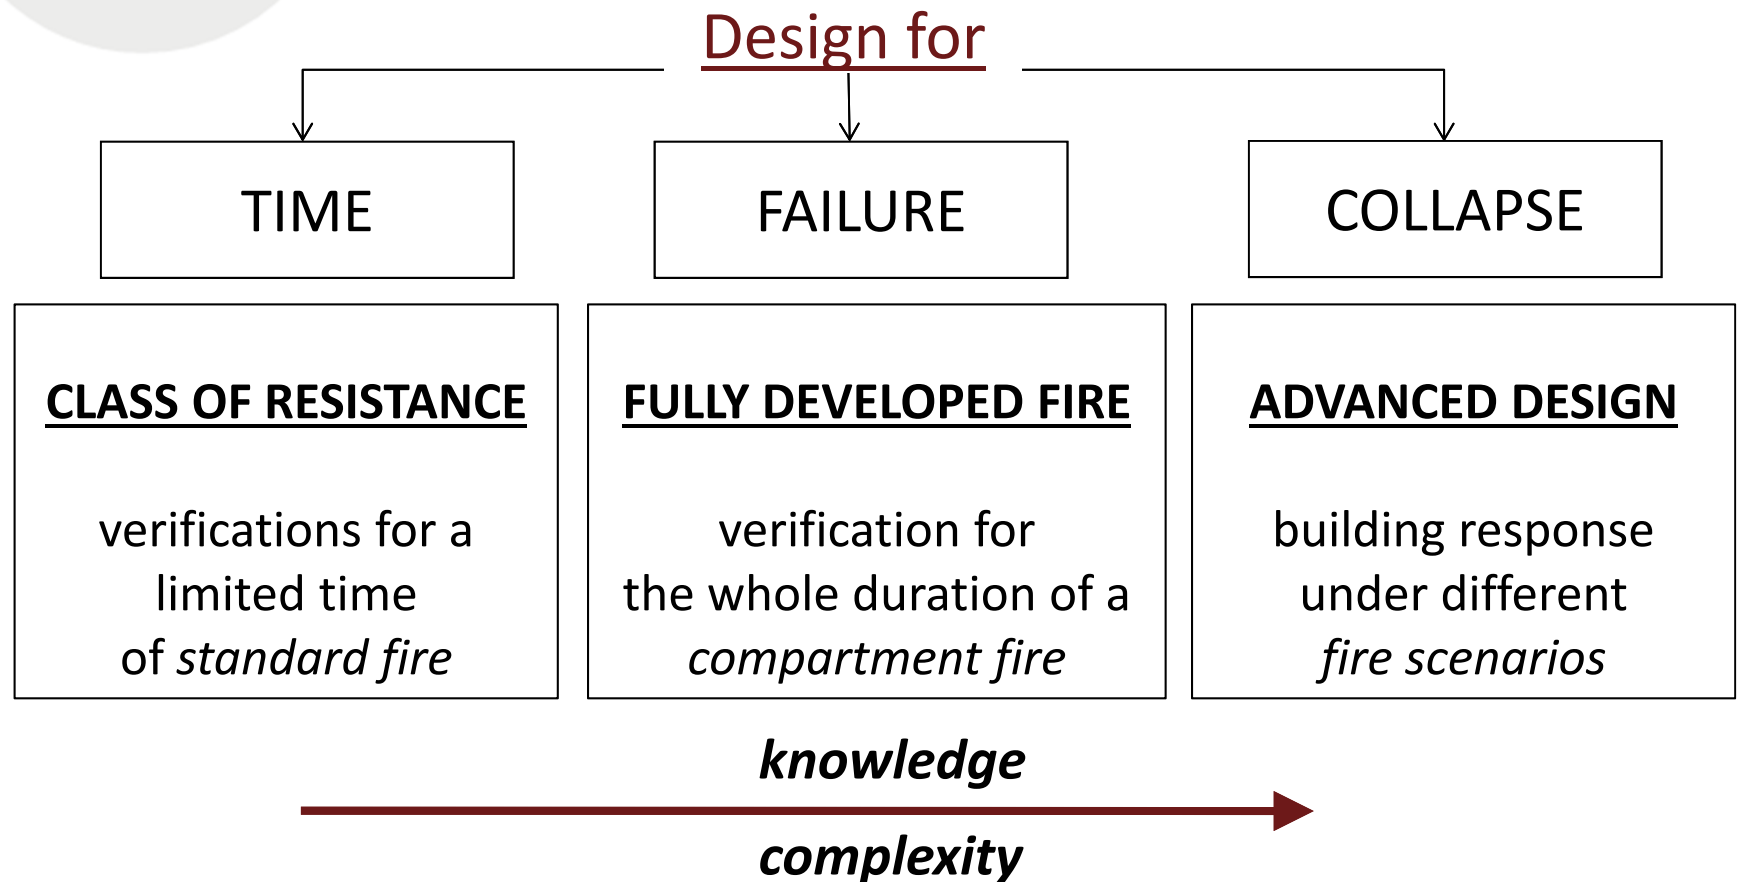 Design for
TIME
FAILURE
COLLAPSE
CLASS OF RESISTANCE
verifications for a
limited time
of standard fire
FULLY DEVELOPED FIRE
verification for
the whole duration of a
compartment fire
ADVANCED DESIGN
building response
under different
fire scenarios
knowledge
complexity